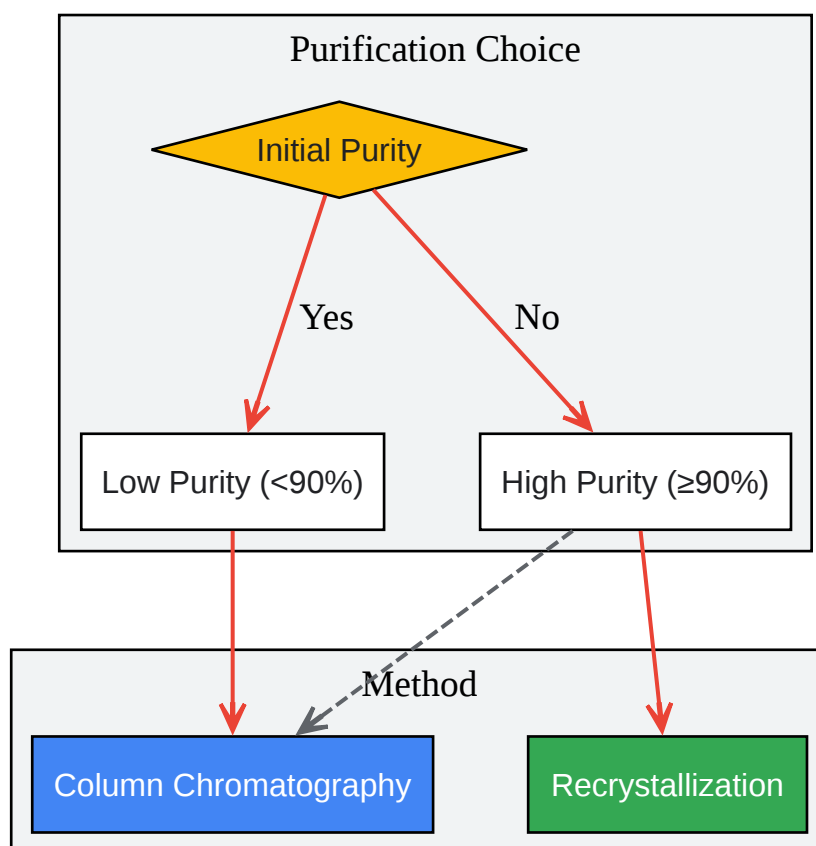 Purification Choice
Initial Purity
Yes
No
Low Purity (<90%)
High Purity (≥90%)
Method
Column Chromatography
Recrystallization